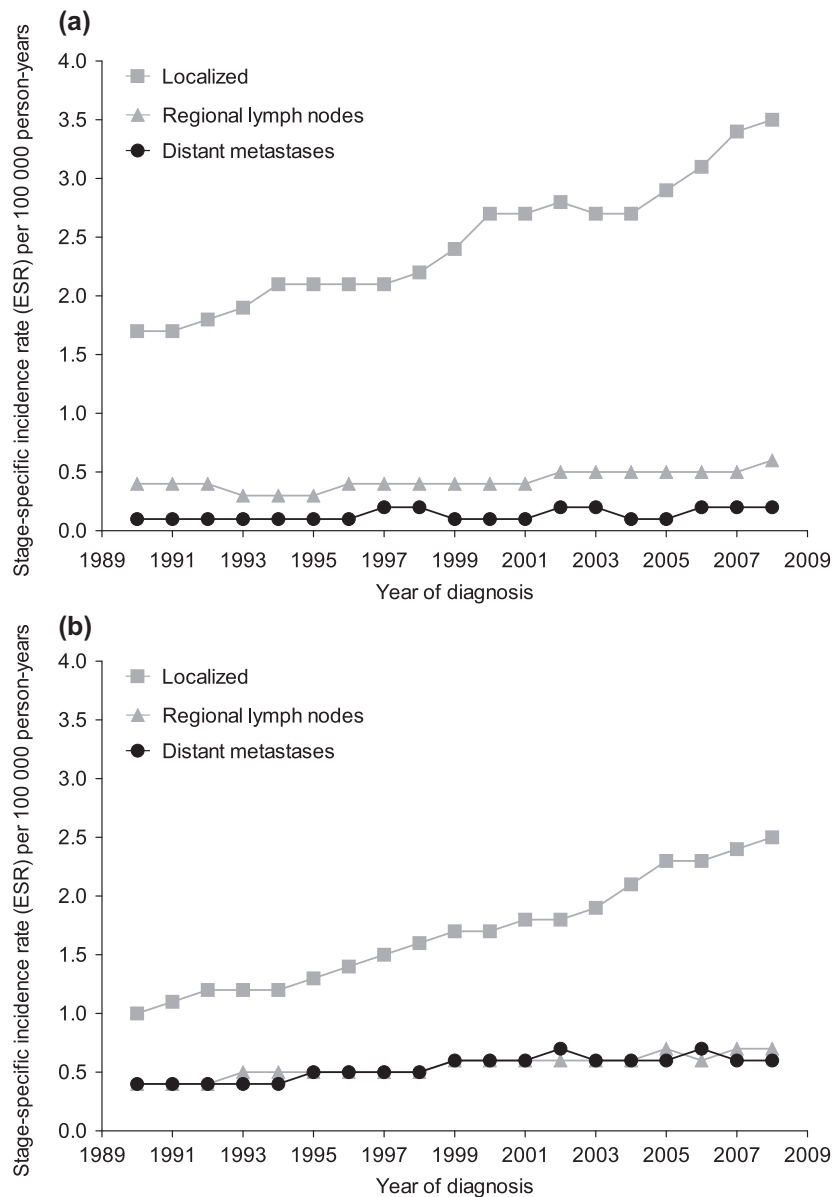 (a)
Stage-specific incidence rate (ESR) per 100 000 person-years
4.0
3.5
3.0
2.5
2.0
1.5
1.0
0.5
0.0
Localized
Regional lymph nodes
Distant metastases
1989 1991 1993 1995 1997 1999 2001 2003 2005 2007 2009
Year of diagnosis
(b)
Stage-specific incidence rate (ESR) per 100 000 person-years
4.0
3.5
3.0
2.5
2.0
1.5
1.0
0.5
0.0
Localized
Regional lymph nodes
Distant metastases
1989 1991 1993 1995 1997 1999 2001 2003 2005 2007 2009
Year of diagnosis